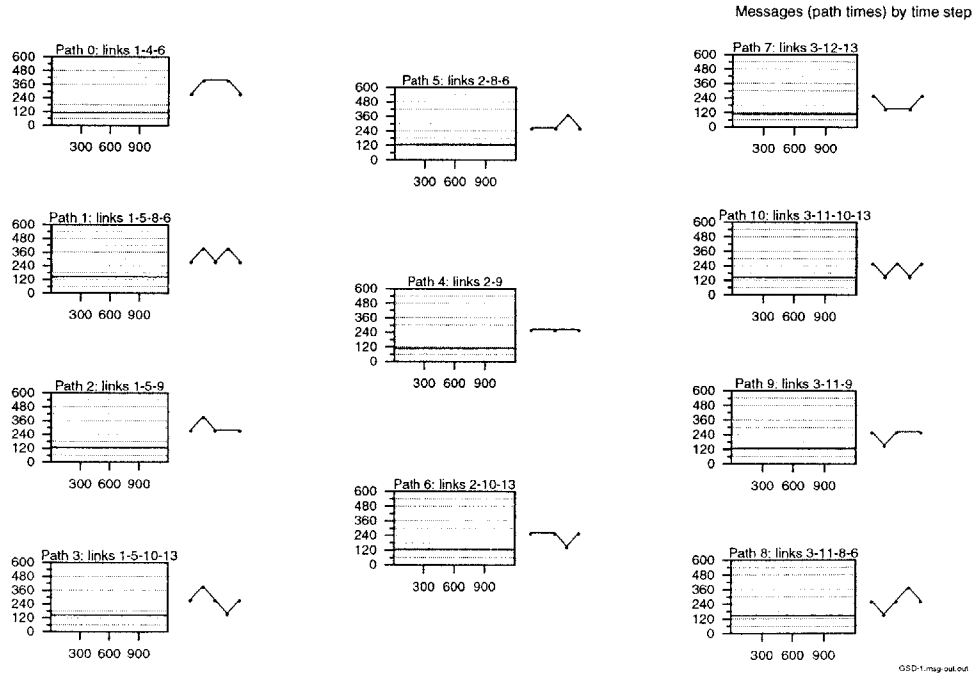 Messages (path times) by time step
Path 0: links 1-4-6
600
480
360
240
120
0
300 600 900
Path 1: links 1-5-8-6
600
480
360
240
120
0
300 600 900
Path 2: links 1-5-9
600
480
360
240
120
0
300 600 900
Path 3: links 1-5-10-13
600
480
360
240
120
0
300 600 900
Path 5: links 2-8-6
600
480
360
240
120
0
300 600 900
Path 4: links 2-9
600
480
360
240
120
0
300 600 900
Path 6: links 2-10-13
600
480
360
240
120
0
300 600 900
Path 7: links 3-12-13
600
480
360
240
120
0
300 600 900
Path 10: links 3-11-10-13
600
480
360
240
120
0
300 600 900
Path 9: links 3-11-9
600
480
360
240
120
0
300 600 900
Path 8: links 3-11-8-6
600
480
360
240
120
0
300 600 900
GSD-1.msg-out.out